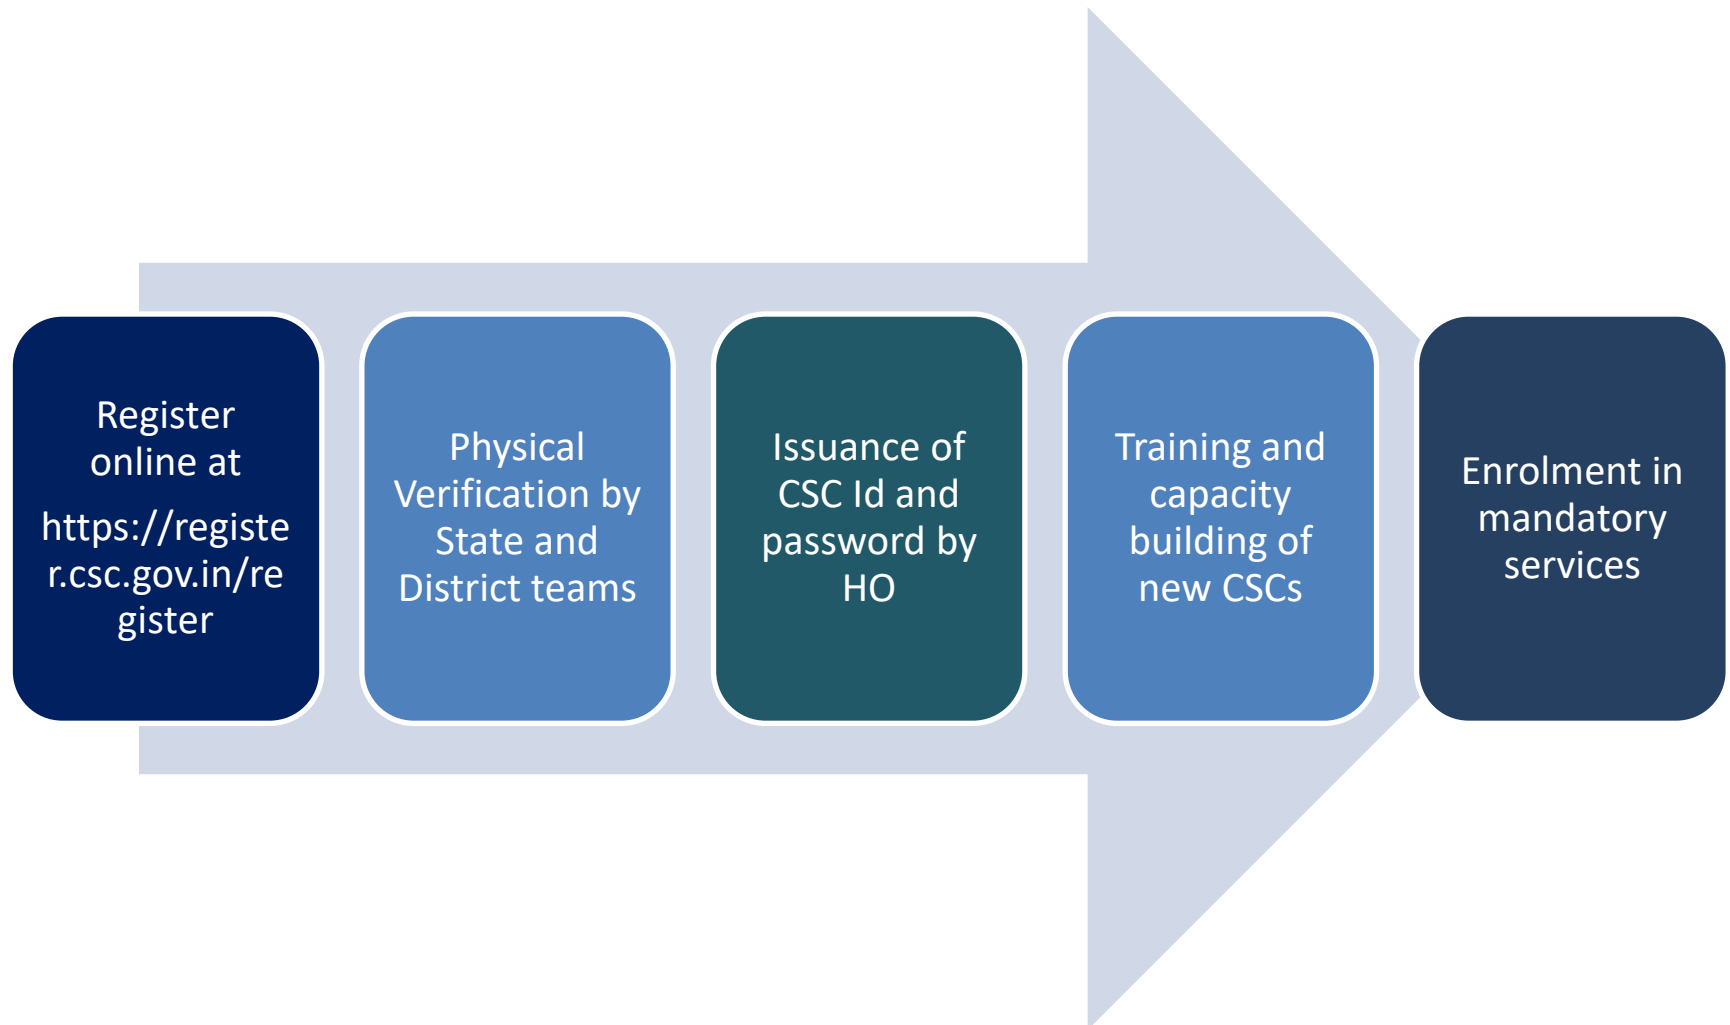 Register
online at
https://registe
r.csc.gov.in/re
gister
Physical
Verification by
State and
District teams
Issuance of
CSC Id and
password by
HO
Training and
capacity
building of
new CSCs
Enrolment in
mandatory
services